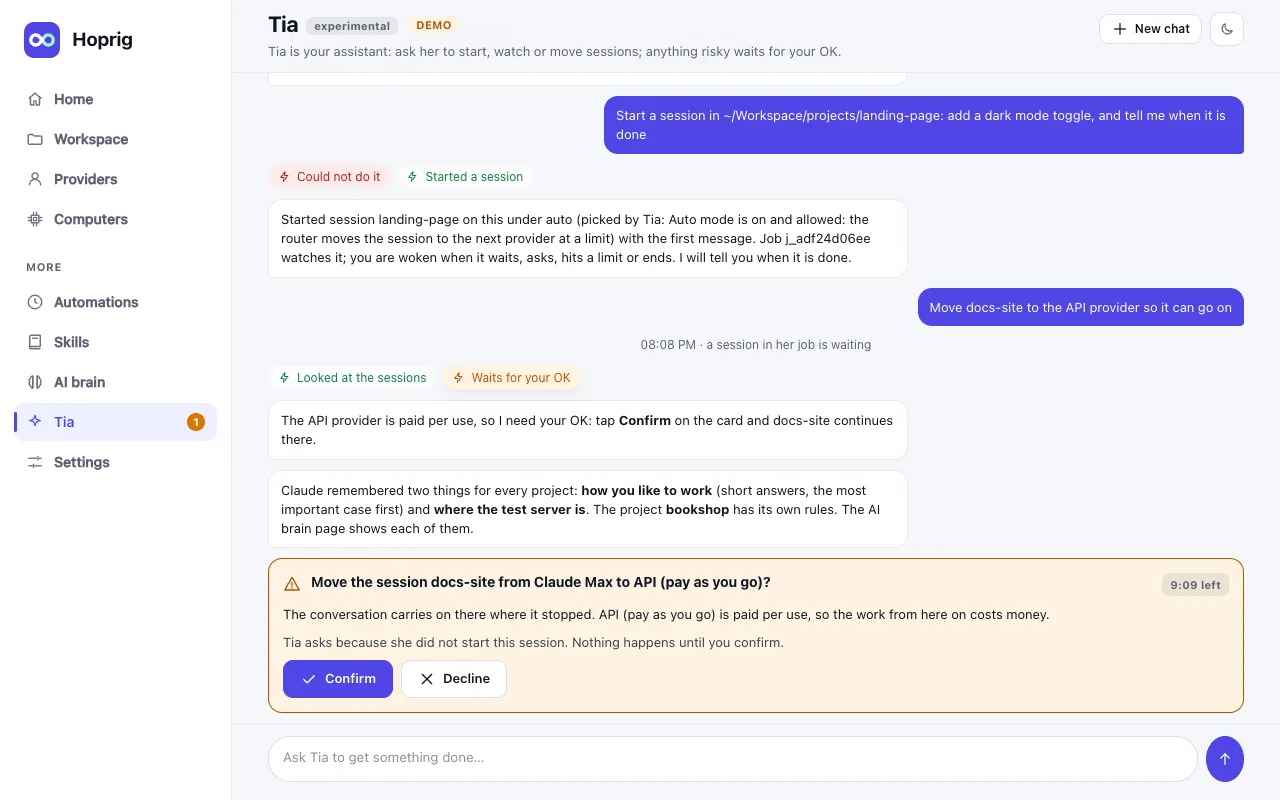 Hoprig
Home
Workspace
Providers
Computers
MORE
Automations
Skills
AI brain
Tia
1
Settings
Tia experimental DEMO
Tia is your assistant: ask her to start, watch or move sessions; anything risky waits for your OK.
New chat
Start a session in ~/Workspace/projects/landing-page: add a dark mode toggle, and tell me when it is
done
Could not do it Started a session
Started session landing-page on this under auto (picked by Tia: Auto mode is on and allowed: the
router moves the session to the next provider at a limit) with the first message. Job j_adf24d06ee
watches it; you are woken when it waits, asks, hits a limit or ends. I will tell you when it is done.
Move docs-site to the API provider so it can go on
08:08 PM · a session in her job is waiting
Looked at the sessions Waits for your OK
The API provider is paid per use, so I need your OK: tap Confirm on the card and docs-site continues
there.
Claude remembered two things for every project: how you like to work (short answers, the most
important case first) and where the test server is. The project bookshop has its own rules. The AI
brain page shows each of them.
Move the session docs-site from Claude Max to API (pay as you go)?
9:09 left
The conversation carries on there where it stopped. API (pay as you go) is paid per use, so the work from here on costs money.
Tia asks because she did not start this session. Nothing happens until you confirm.
Confirm Decline
Ask Tia to get something done…